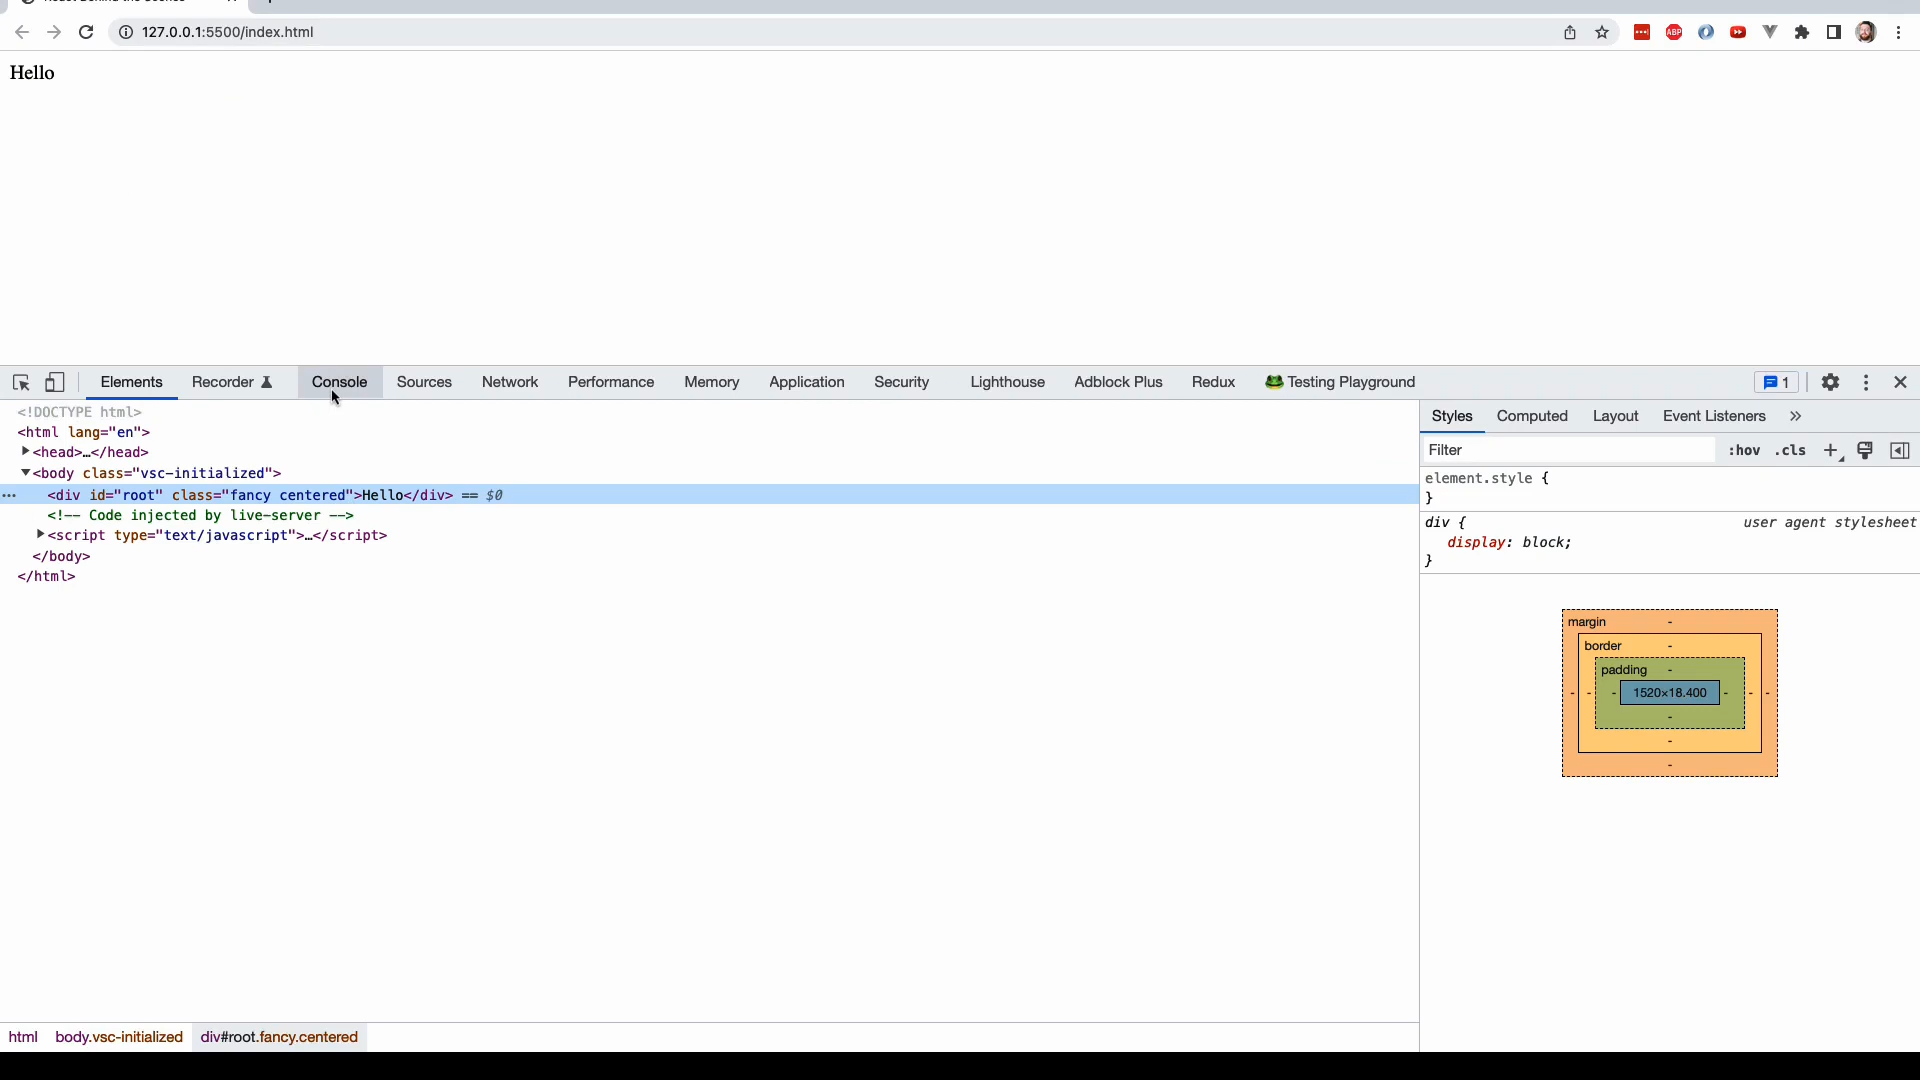 127.0.0.1:5500/index.html
ABP
Hello
Elements Recorder Console Sources Network Performance Memory Application Security Lighthouse Adblock Plus Redux Testing Playground 1
<!DOCTYPE html>
<html lang="en">
<head>…</head>
<body class="vsc-initialized">
<div id="root" class="fancy centered">Hello</div> == $0
<!-- Code injected by live-server -->
<script type="text/javascript">…</script>
</body>
</html>
html body.vsc-initialized div#root.fancy.centered
Styles Computed Layout Event Listeners »
Filter :hov .cls
element.style {
}
div { user agent stylesheet
display: block;
}
margin -
border -
padding -
- - - 1520×18.400 - - -
-
-
-